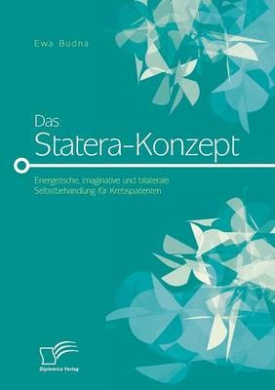 Ewa Budna
Das
Statera-Konzept
Energetische, imaginative und bilaterale
Selbstbehandlung für Krebspatienten
Diplomica Verlag